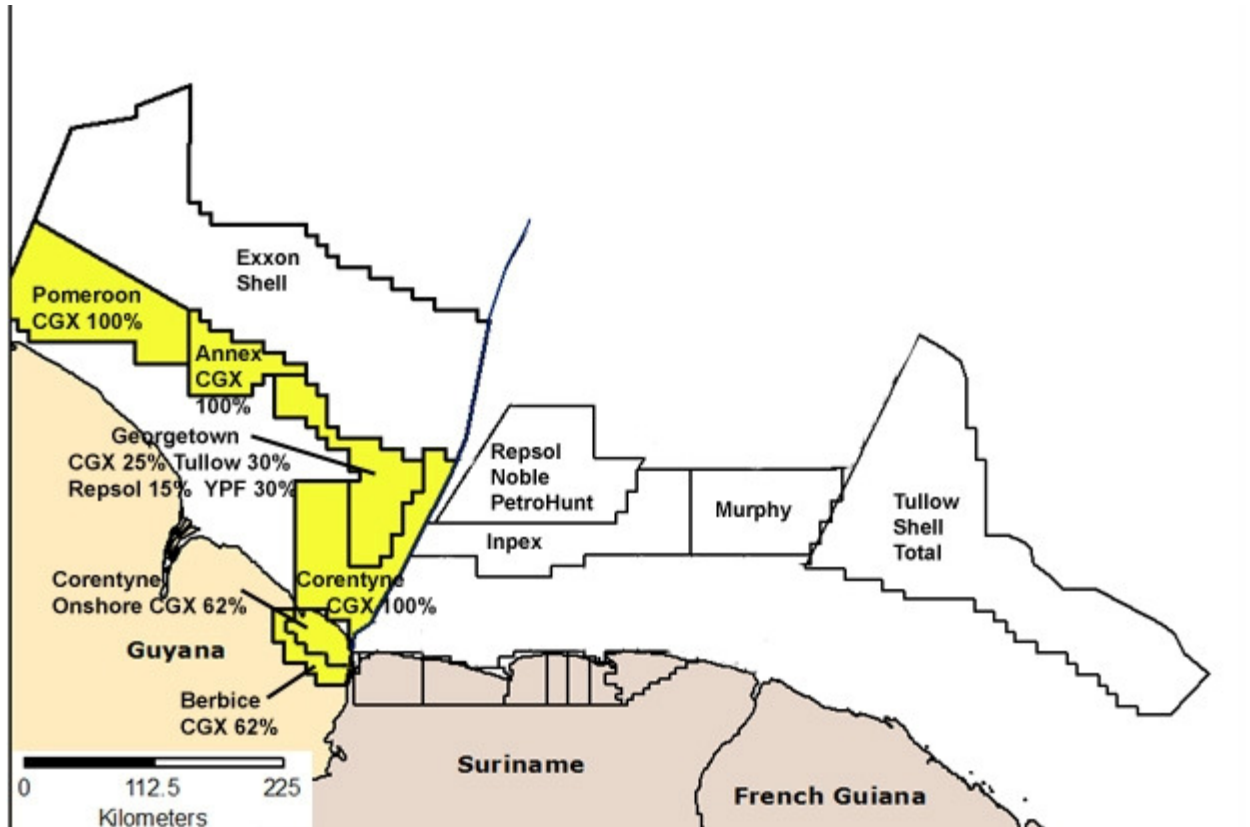 Exxon
Shell
Pomeroon
CGX 100%
Annex
CGX
100%
Georgetown
CGX 25% Tullow 30%
Repsol 15% YPF 30%
Repsol
Noble
PetroHunt
Inpex
Murphy
Tullow
Shell
Total
Corentyne
CGX 100%
Corentyne
Onshore CGX 62%
Guyana
Berbice
CGX 62%
Suriname
French Guiana
0 112.5 225
Kilometers